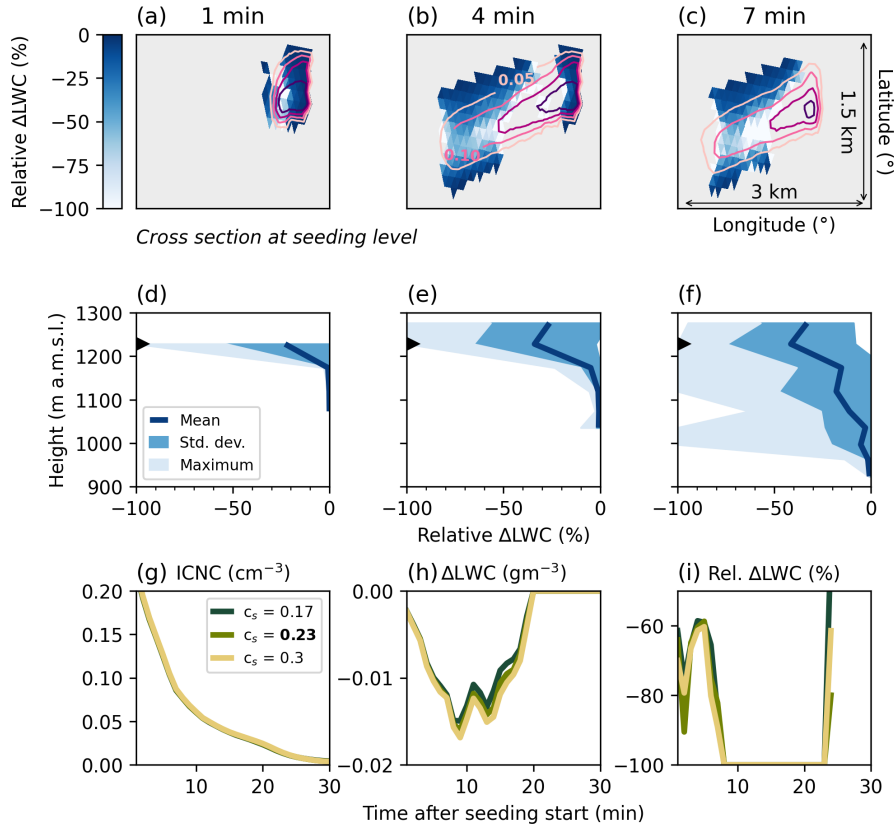 (a) 1 min
(b) 4 min
(c) 7 min
0
−25
−50
−75
−100
Relative ΔLWC (%)
0.05
0.10
1.5 km
3 km
Latitude (°)
Longitude (°)
Cross section at seeding level
(d)
(e)
(f)
1300
1200
1100
1000
900
Height (m a.m.s.l.)
Mean
Std. dev.
Maximum
−100 −50 0
−100 −50 0
−100 −50 0
Relative ΔLWC (%)
(g) ICNC (cm⁻³)
(h) ΔLWC (gm⁻³)
(i) Rel. ΔLWC (%)
0.20
0.15
0.10
0.05
0.00
cₛ = 0.17
cₛ = 0.23
cₛ = 0.3
0.00
−0.01
−0.02
−60
−80
−100
10 20 30
10 20 30
10 20 30
Time after seeding start (min)